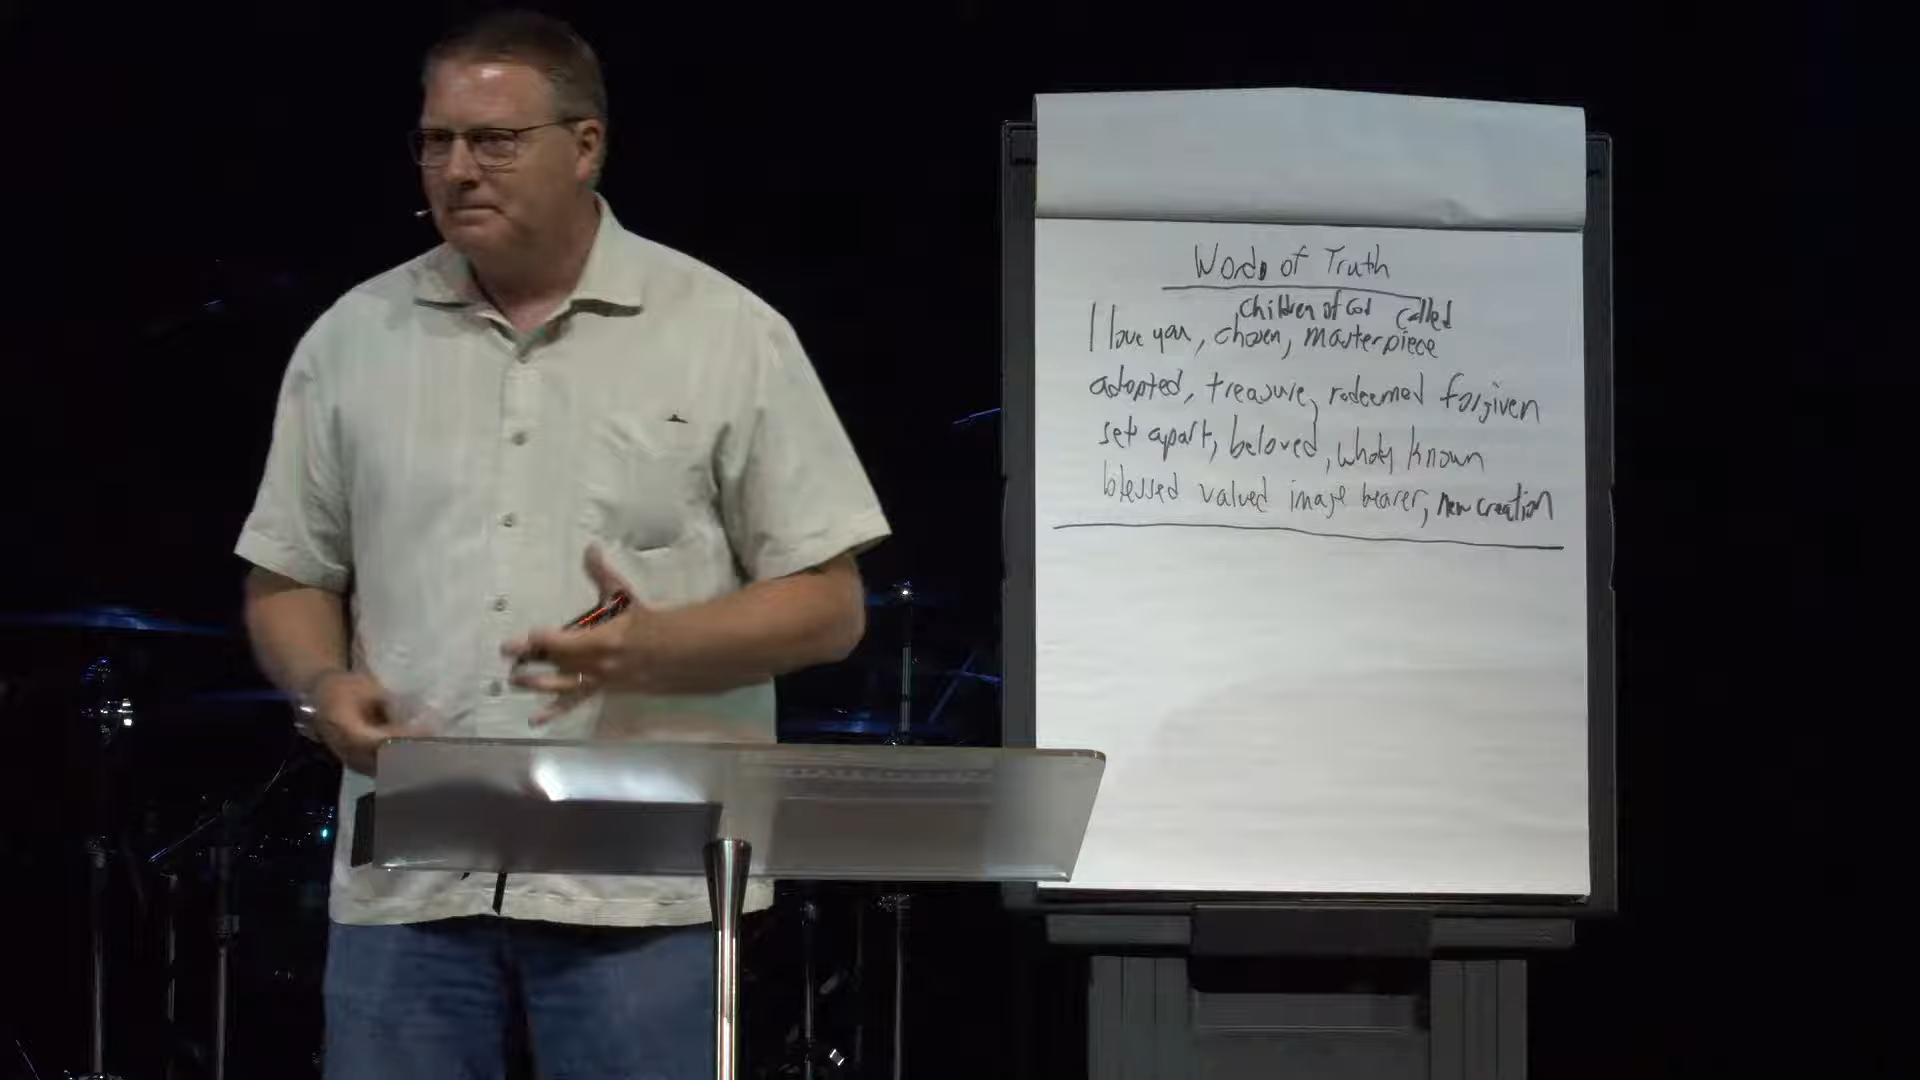 Words of Truth
children of God called
I love you, chosen, masterpiece
adopted, treasure, redeemed forgiven
set apart, beloved, wholy known
blessed valued image bearer, new creation